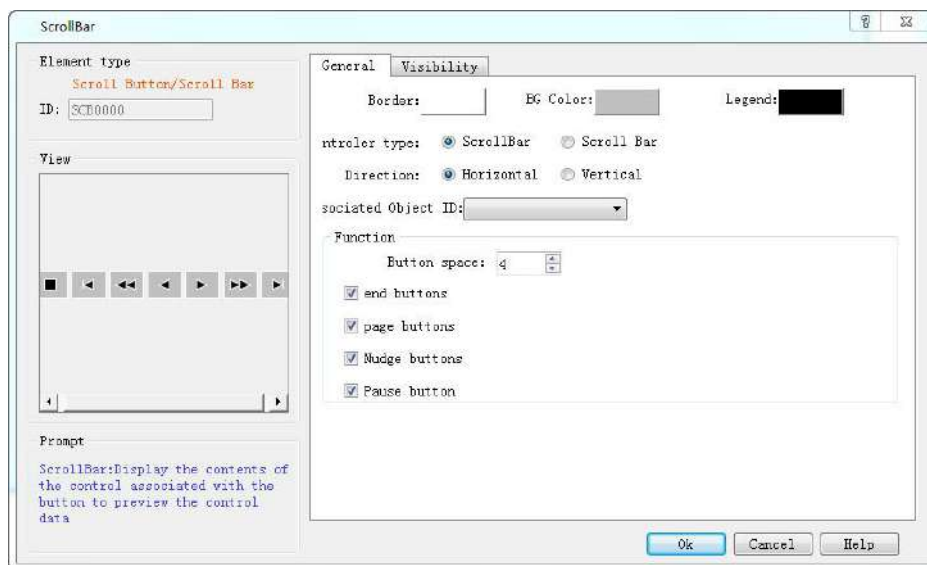 ScrollBar
Element type
Scroll Button/Scroll Bar
ID: SCB0000
View
Prompt
ScrollBar:Display the contents of
the control associated with the
button to preview the control
data
General Visibility
Border: BG Color: Legend:
ntroler type: ScrollBar Scroll Bar
Direction: Horizontal Vertical
sociated Object ID:
Function
Button space: 4
end buttons
page buttons
Nudge buttons
Pause button
Ok Cancel Help